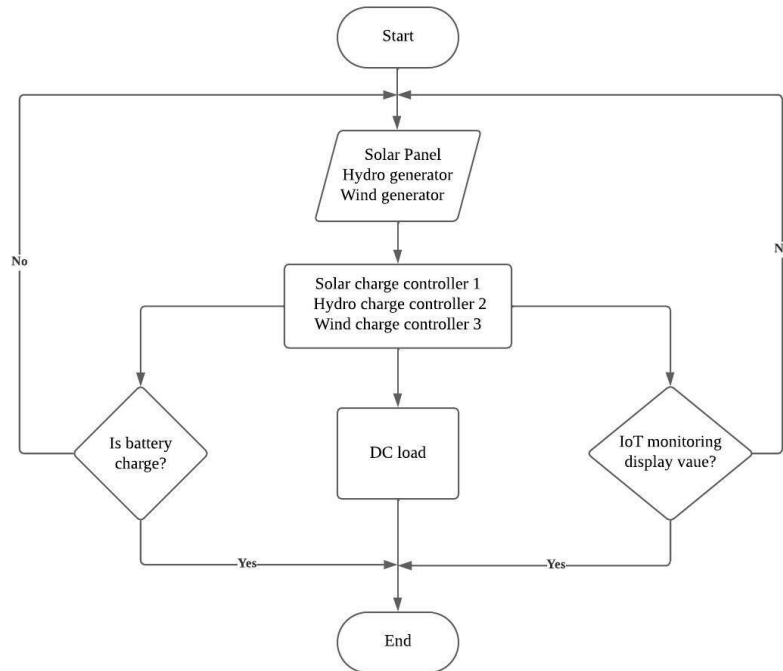 Start
Solar Panel
Hydro generator
Wind generator
No
N
Solar charge controller 1
Hydro charge controller 2
Wind charge controller 3
Is battery
charge?
DC load
IoT monitoring
display vaue?
Yes
Yes
End